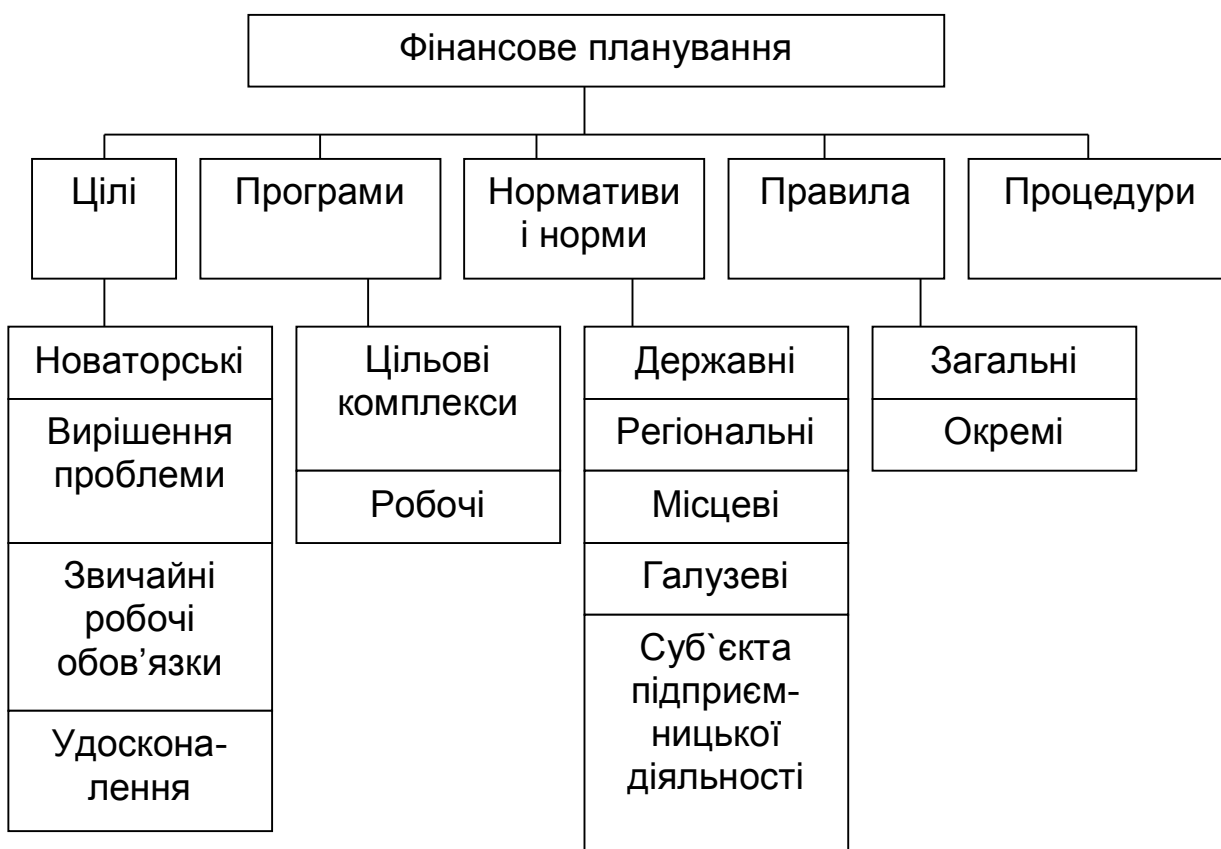 Фінансове планування
Цілі
Програми
Нормативи
і норми
Правила
Процедури
Новаторські
Вирішення
проблеми
Звичайні
робочі
обов’язки
Удоскона-
лення
Цільові
комплекси
Робочі
Державні
Регіональні
Місцеві
Галузеві
Суб`єкта
підприєм-
ницької
діяльності
Загальні
Окремі